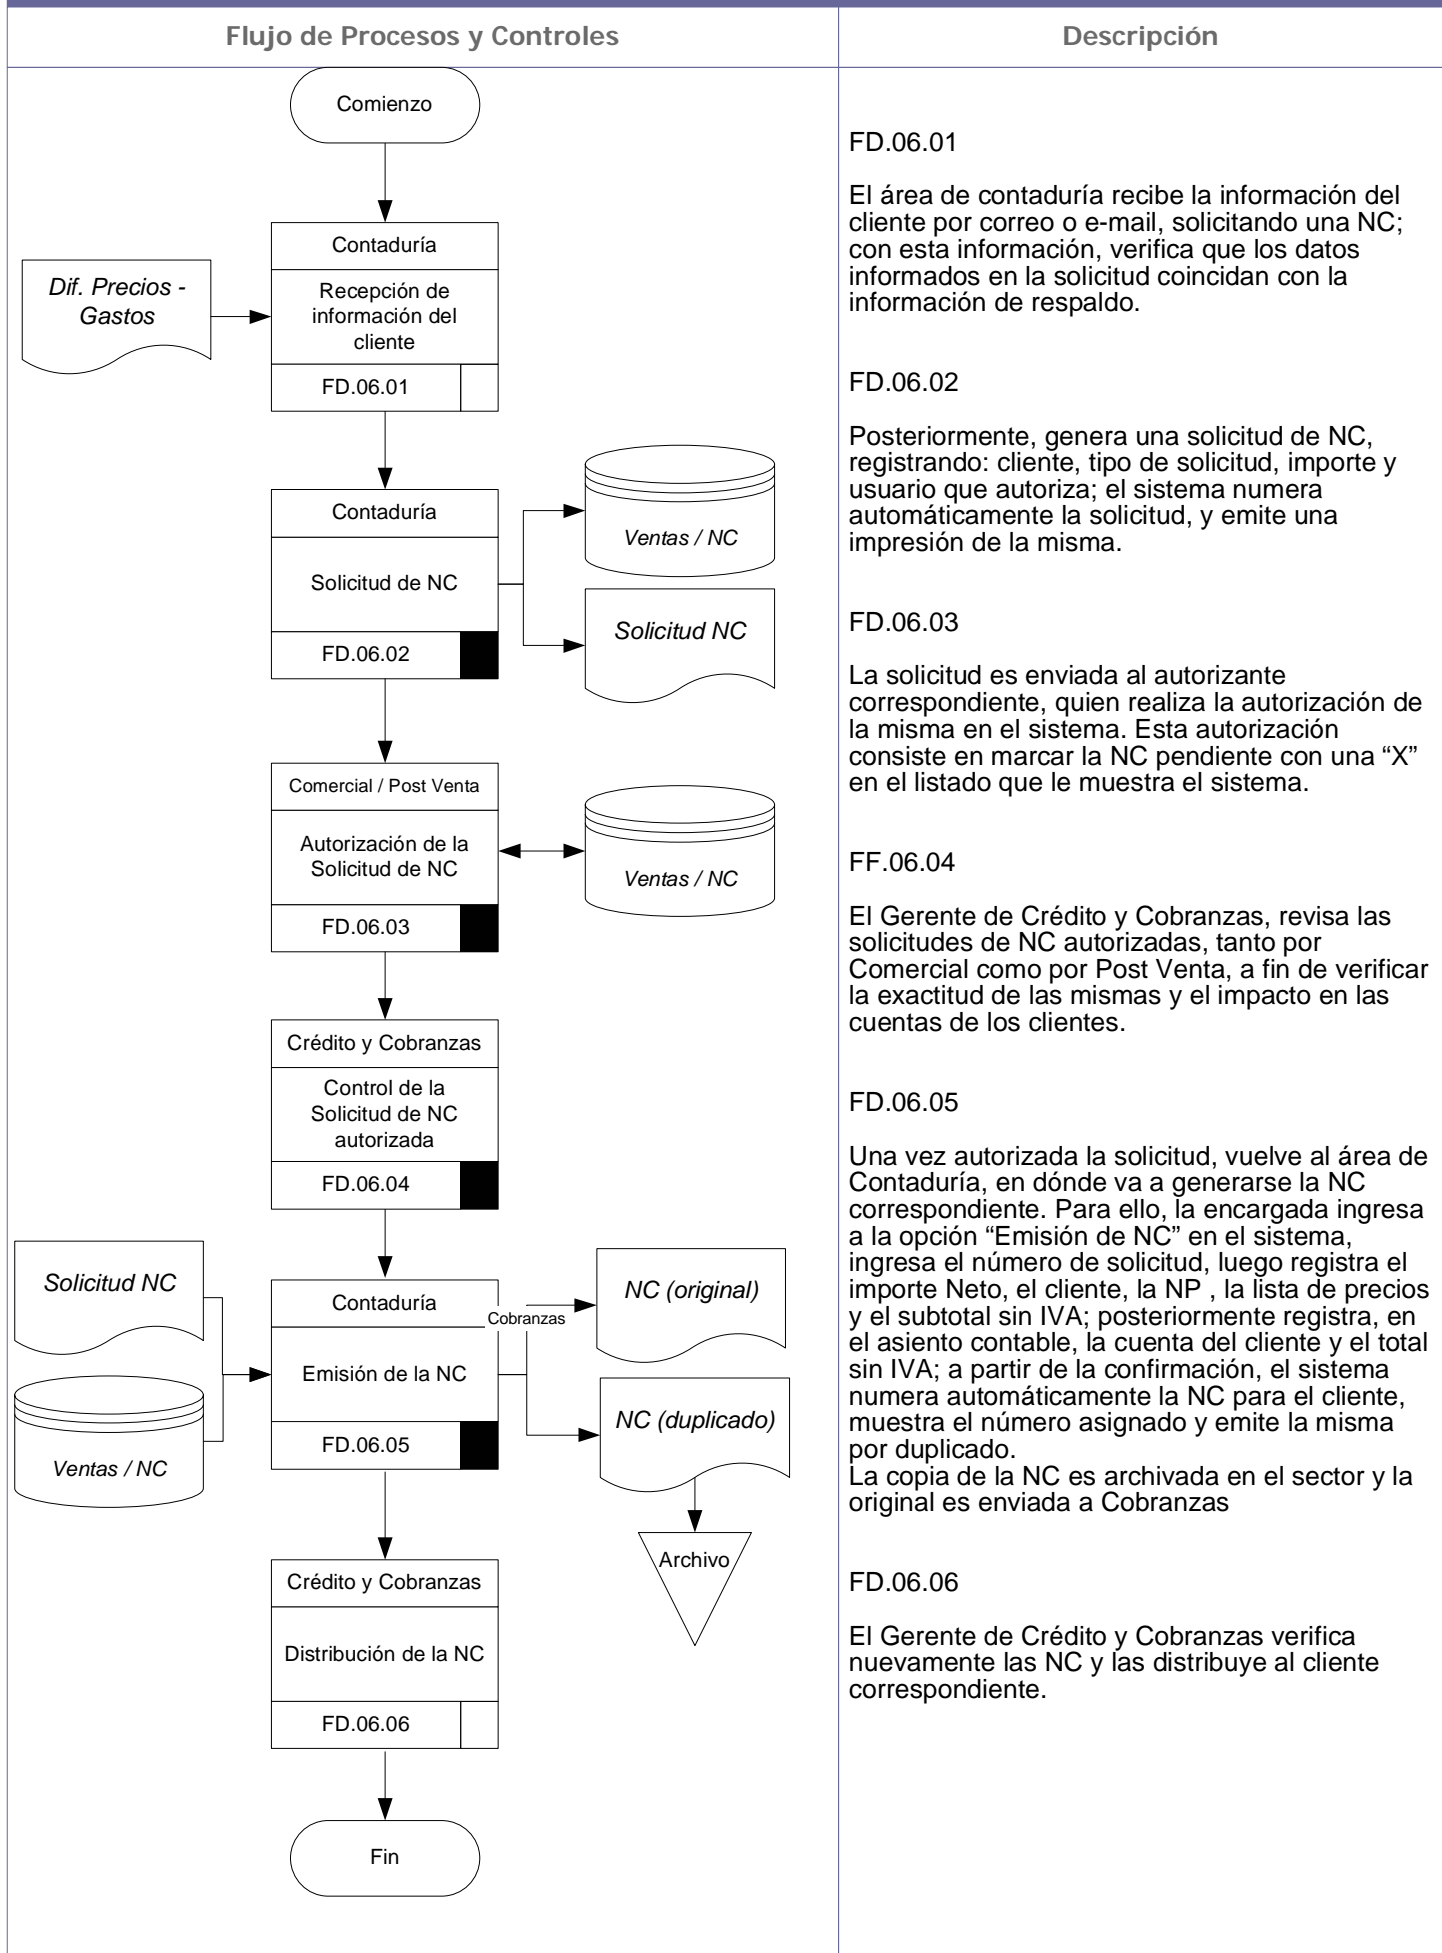 Flujo de Procesos y Controles
Descripción
Comienzo
Contaduría
Dif. Precios -
Gastos
Recepción de
información del
cliente
FD.06.01
Contaduría
Ventas / NC
Solicitud de NC
Solicitud NC
FD.06.02
Comercial / Post Venta
Autorización de la
Solicitud de NC
Ventas / NC
FD.06.03
Crédito y Cobranzas
Control de la
Solicitud de NC
autorizada
FD.06.04
Solicitud NC
Contaduría
Cobranzas
NC (original)
Emisión de la NC
NC (duplicado)
Ventas / NC
FD.06.05
Archivo
Crédito y Cobranzas
Distribución de la NC
FD.06.06
Fin
FD.06.01
El área de contaduría recibe la información del
cliente por correo o e-mail, solicitando una NC;
con esta información, verifica que los datos
informados en la solicitud coincidan con la
información de respaldo.
FD.06.02
Posteriormente, genera una solicitud de NC,
registrando: cliente, tipo de solicitud, importe y
usuario que autoriza; el sistema numera
automáticamente la solicitud, y emite una
impresión de la misma.
FD.06.03
La solicitud es enviada al autorizante
correspondiente, quien realiza la autorización de
la misma en el sistema. Esta autorización
consiste en marcar la NC pendiente con una “X”
en el listado que le muestra el sistema.
FF.06.04
El Gerente de Crédito y Cobranzas, revisa las
solicitudes de NC autorizadas, tanto por
Comercial como por Post Venta, a fin de verificar
la exactitud de las mismas y el impacto en las
cuentas de los clientes.
FD.06.05
Una vez autorizada la solicitud, vuelve al área de
Contaduría, en dónde va a generarse la NC
correspondiente. Para ello, la encargada ingresa
a la opción “Emisión de NC” en el sistema,
ingresa el número de solicitud, luego registra el
importe Neto, el cliente, la NP , la lista de precios
y el subtotal sin IVA; posteriormente registra, en
el asiento contable, la cuenta del cliente y el total
sin IVA; a partir de la confirmación, el sistema
numera automáticamente la NC para el cliente,
muestra el número asignado y emite la misma
por duplicado.
La copia de la NC es archivada en el sector y la
original es enviada a Cobranzas
FD.06.06
El Gerente de Crédito y Cobranzas verifica
nuevamente las NC y las distribuye al cliente
correspondiente.